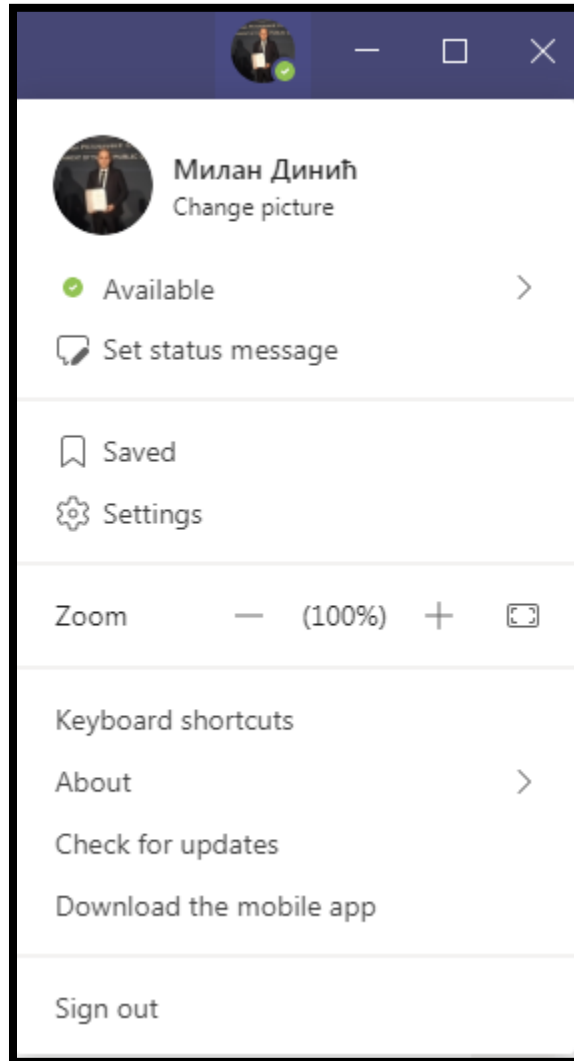 Милан Динић
Change picture
Available
Set status message
Saved
Settings
Zoom
(100%)
Keyboard shortcuts
About
Check for updates
Download the mobile app
Sign out